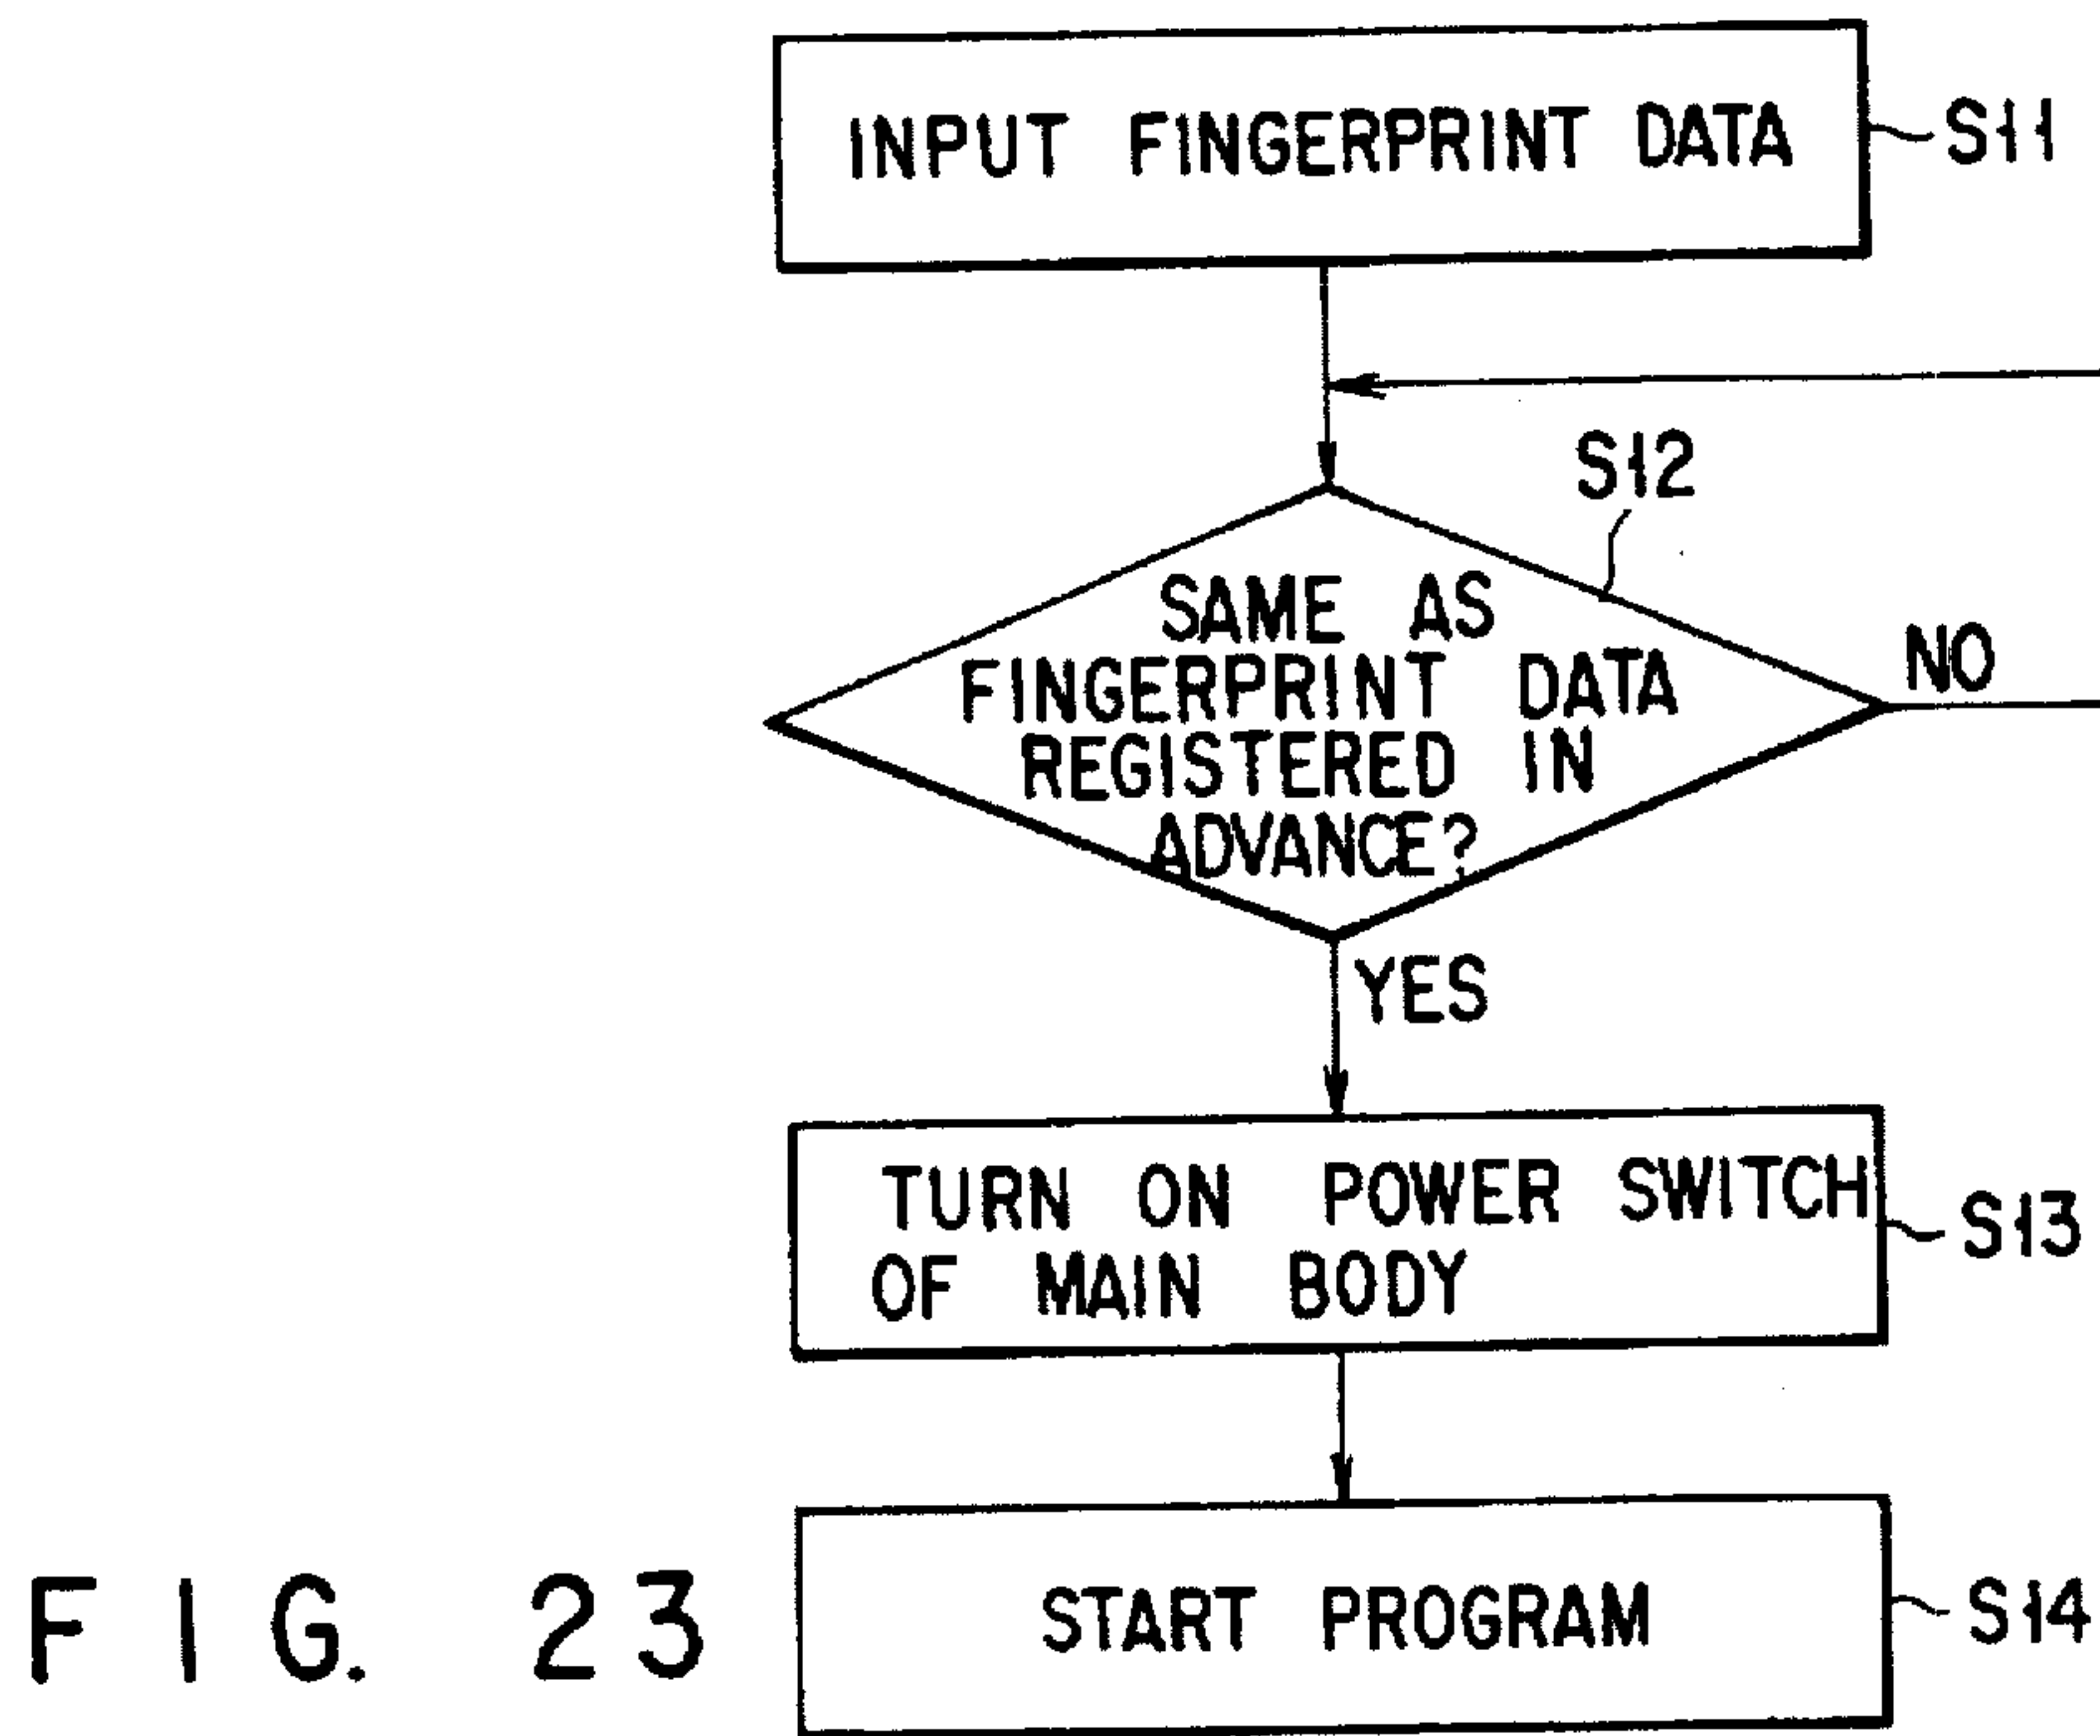 INPUT FINGERPRINT DATA
S11
S12
SAME AS
FINGERPRINT DATA
REGISTERED IN
ADVANCE?
NO
YES
TURN ON POWER SWITCH
OF MAIN BODY
S13
START PROGRAM
S14
FIG. 23